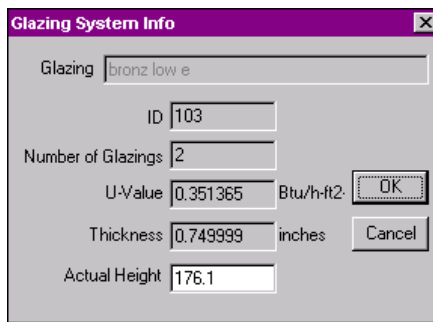 Glazing System Info
Glazing bronz low e
ID 103
Number of Glazings 2
U-Value 0.351365 Btu/h-ft2- OK
Thickness 0.749999 inches Cancel
Actual Height 176.1